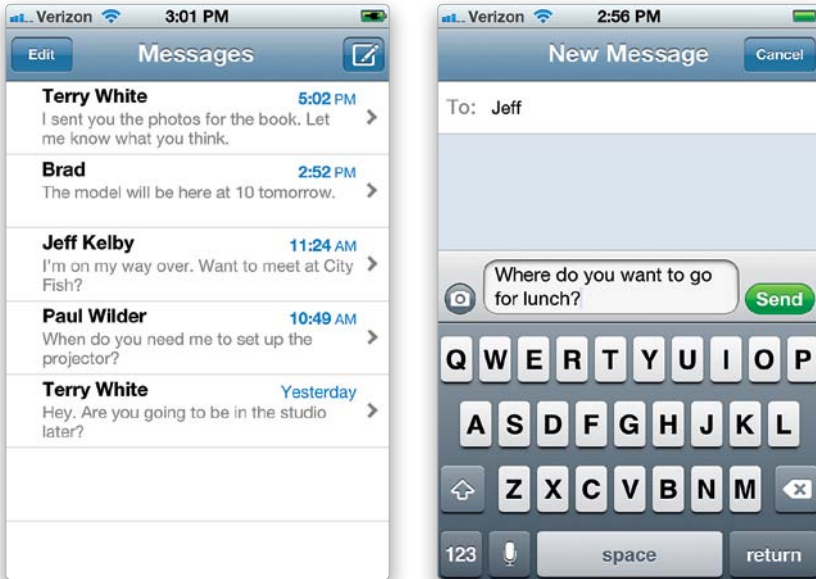 Verizon 3:01 PM
Edit Messages
Terry White 5:02 PM
I sent you the photos for the book. Let
me know what you think.
Brad 2:52 PM
The model will be here at 10 tomorrow.
Jeff Kelby 11:24 AM
I'm on my way over. Want to meet at City
Fish?
Paul Wilder 10:49 AM
When do you need me to set up the
projector?
Terry White Yesterday
Hey. Are you going to be in the studio
later?
Verizon 2:56 PM
New Message Cancel
To: Jeff
Where do you want to go
for lunch?
Send
Q W E R T Y U I O P
A S D F G H J K L
Z X C V B N M
123 space return